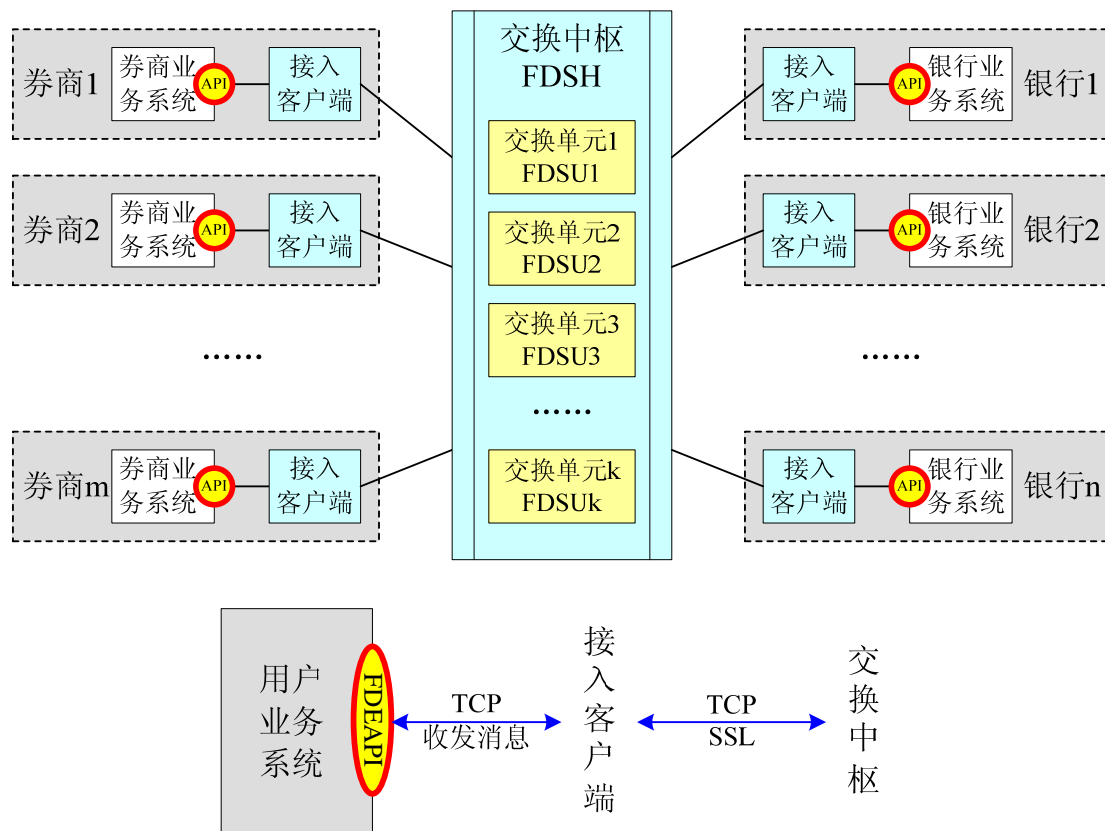 交换中枢
FDSH
券商1
券商业
务系统
API
接入
客户端
交换单元1
FDSU1
接入
客户端
API
银行业
务系统
银行1
券商2
券商业
务系统
API
接入
客户端
交换单元2
FDSU2
接入
客户端
API
银行业
务系统
银行2
交换单元3
FDSU3
……
……
……
券商m
券商业
务系统
API
接入
客户端
交换单元k
FDSUk
接入
客户端
API
银行业
务系统
银行n
用户
业务
系统
FDEAPI
TCP
收发消息
接入客户端
TCP
SSL
交换中枢